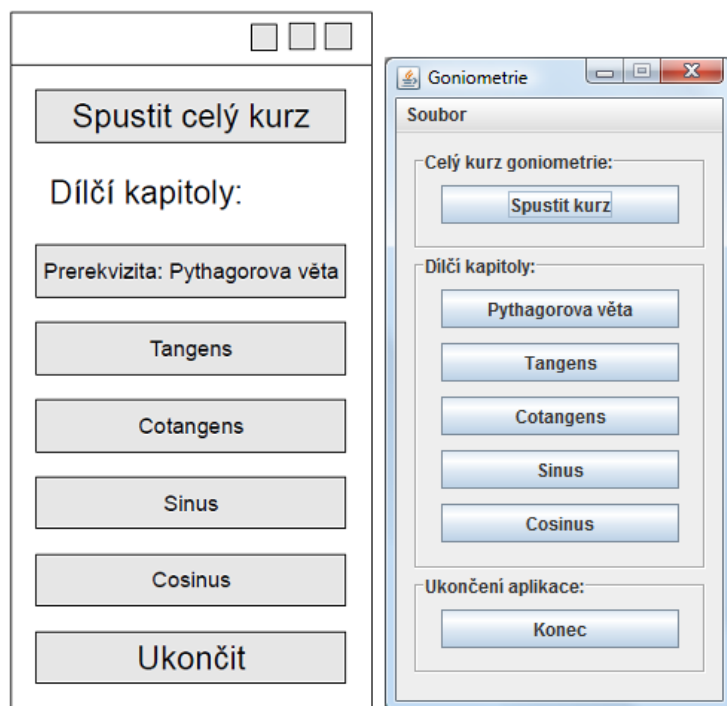 Spustit celý kurz
Dílčí kapitoly:
Prerekvizita: Pythagorova věta
Tangens
Cotangens
Sinus
Cosinus
Ukončit
Goniometrie
Soubor
Celý kurz goniometrie:
Spustit kurz
Dílčí kapitoly:
Pythagorova věta
Tangens
Cotangens
Sinus
Cosinus
Ukončení aplikace:
Konec